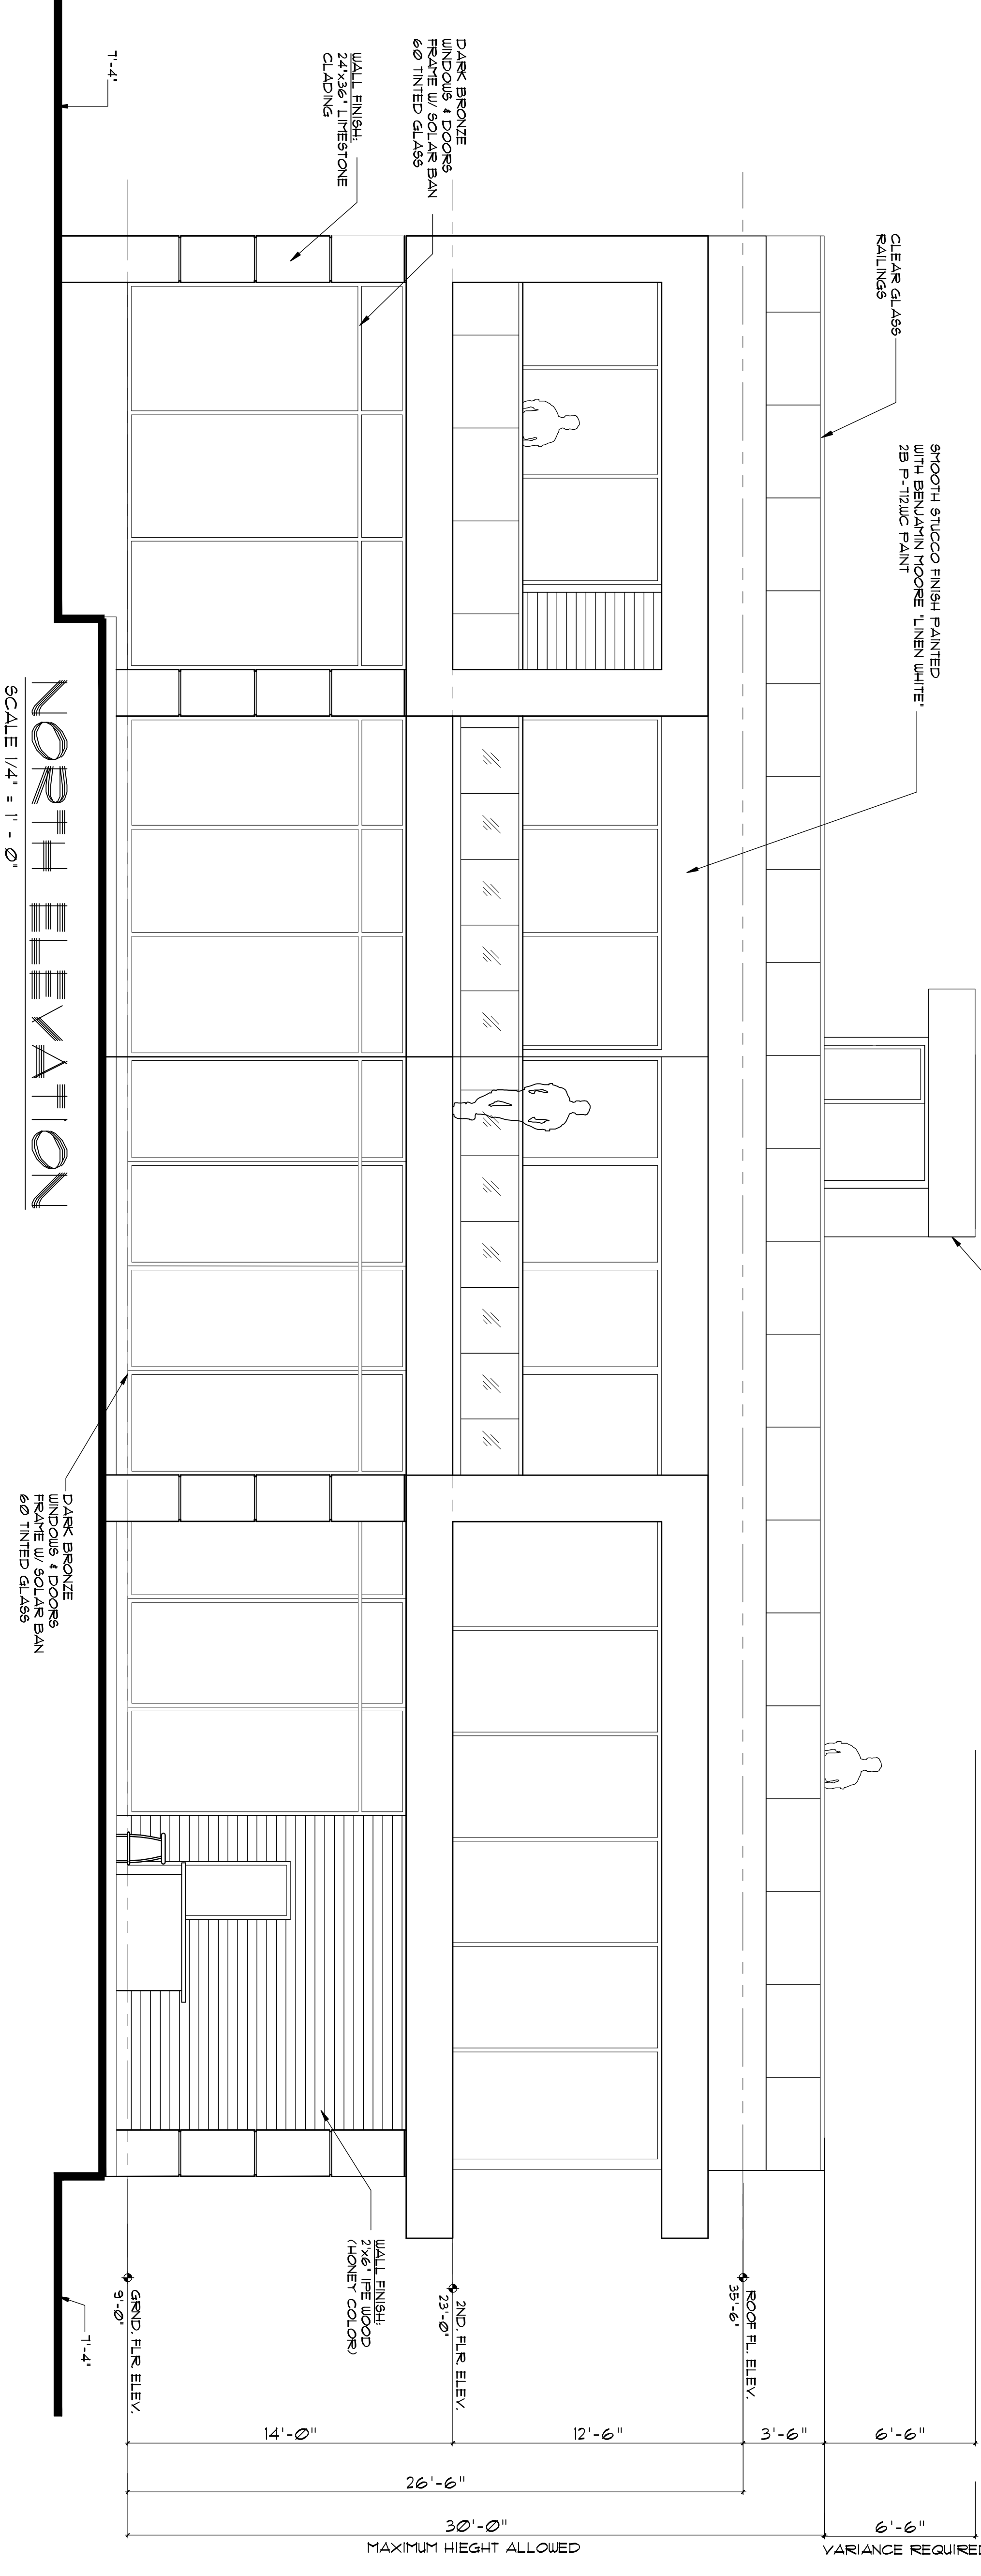 CLEAR GLASS
RAILINGS
SMOOTH STUCCO FINISH PAINTED
WITH BENJAMIN MOORE "LINEN WHITE"
2B P-712.WC PAINT
DARK BRONZE
WINDOWS & DOORS
FRAME W/ SOLAR BAN
60 TINTED GLASS
WALL FINISH:
24"x36" LIMESTONE
CLADING
7'-4"
DARK BRONZE
WINDOWS & DOORS
FRAME W/ SOLAR BAN
60 TINTED GLASS
WALL FINISH:
2"x6" IPE WOOD
(HONEY COLOR)
ROOF FL. ELEV.
35'-6"
2ND. FLR. ELEV.
23'-0"
GRND. FLR. ELEV.
9'-0"
7'-4"
6'-6"
3'-6"
12'-6"
14'-0"
26'-6"
6'-6"
VARIANCE REQUIRED
30'-0"
MAXIMUM HIEGHT ALLOWED
NORTH ELEVATION
SCALE 1/4" = 1' - 0"